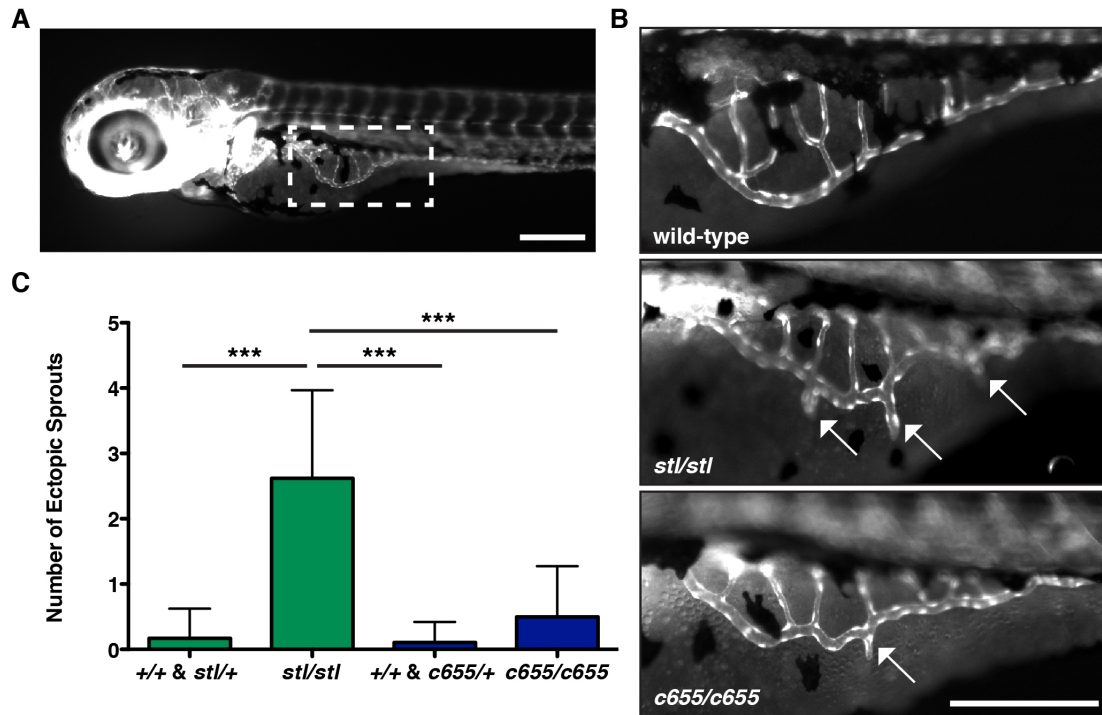 A
B
wild-type
stl/stl
c655/c655
C
***
***
***
Number of Ectopic Sprouts
5
4
3
2
1
0
+/+ & stl/+
stl/stl
+/+ & c655/+
c655/c655